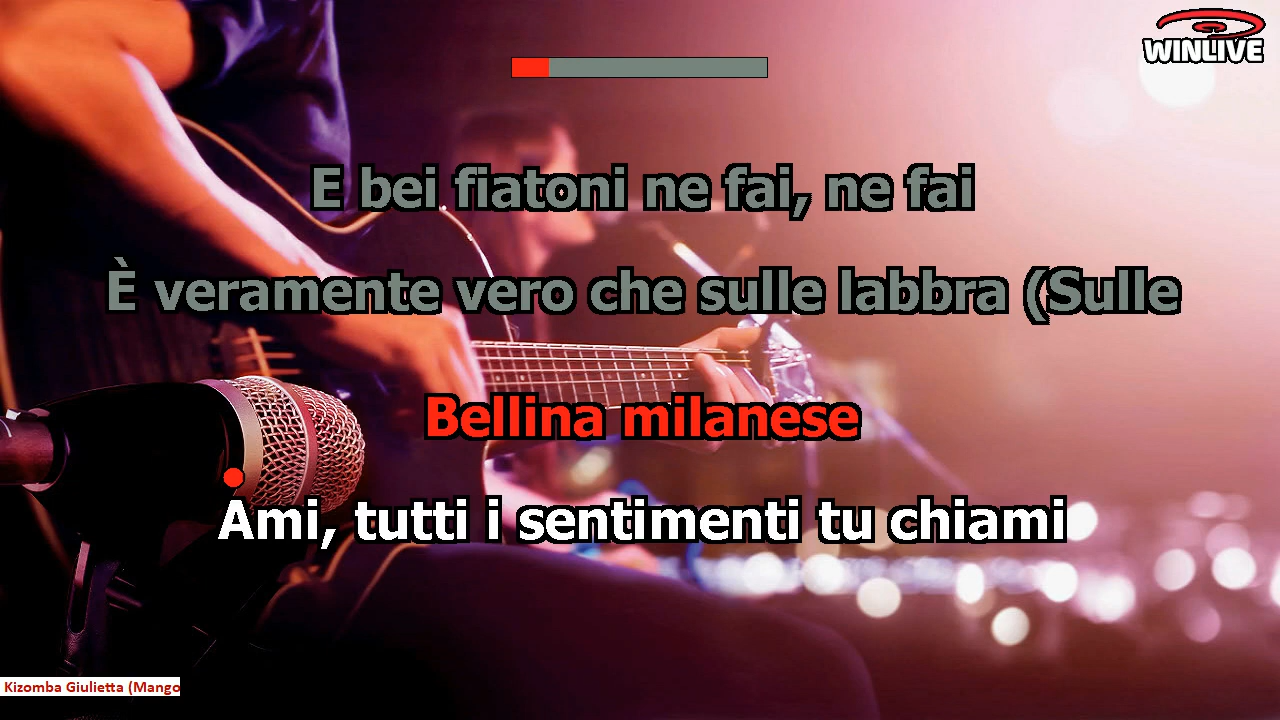 WINLIVE
E bei fiatoni ne fai, ne fai
È veramente vero che sulle labbra (Sulle
Bellina milanese
Ami, tutti i sentimenti tu chiami
Kizomba Giulietta (Mango